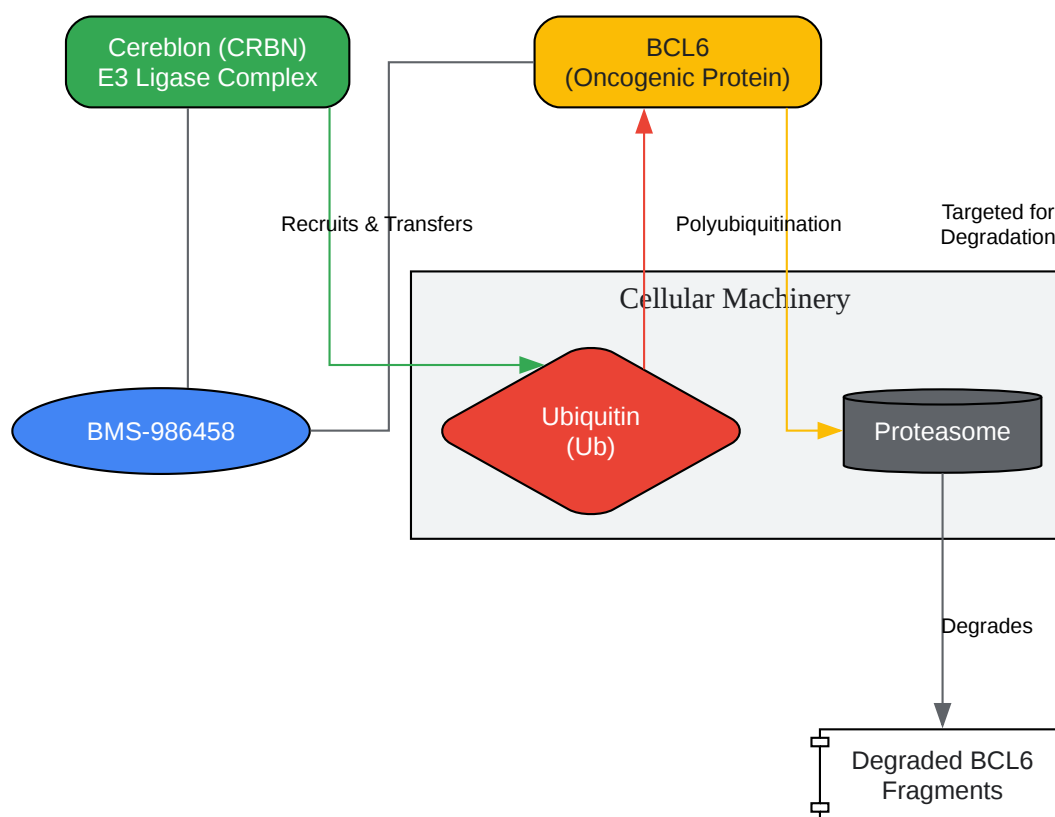 Cereblon (CRBN)
E3 Ligase Complex
BCL6
(Oncogenic Protein)
Recruits & Transfers
Polyubiquitination
Targeted for
Degradation
Cellular Machinery
BMS-986458
Ubiquitin
(Ub)
Proteasome
Degrades
Degraded BCL6
Fragments